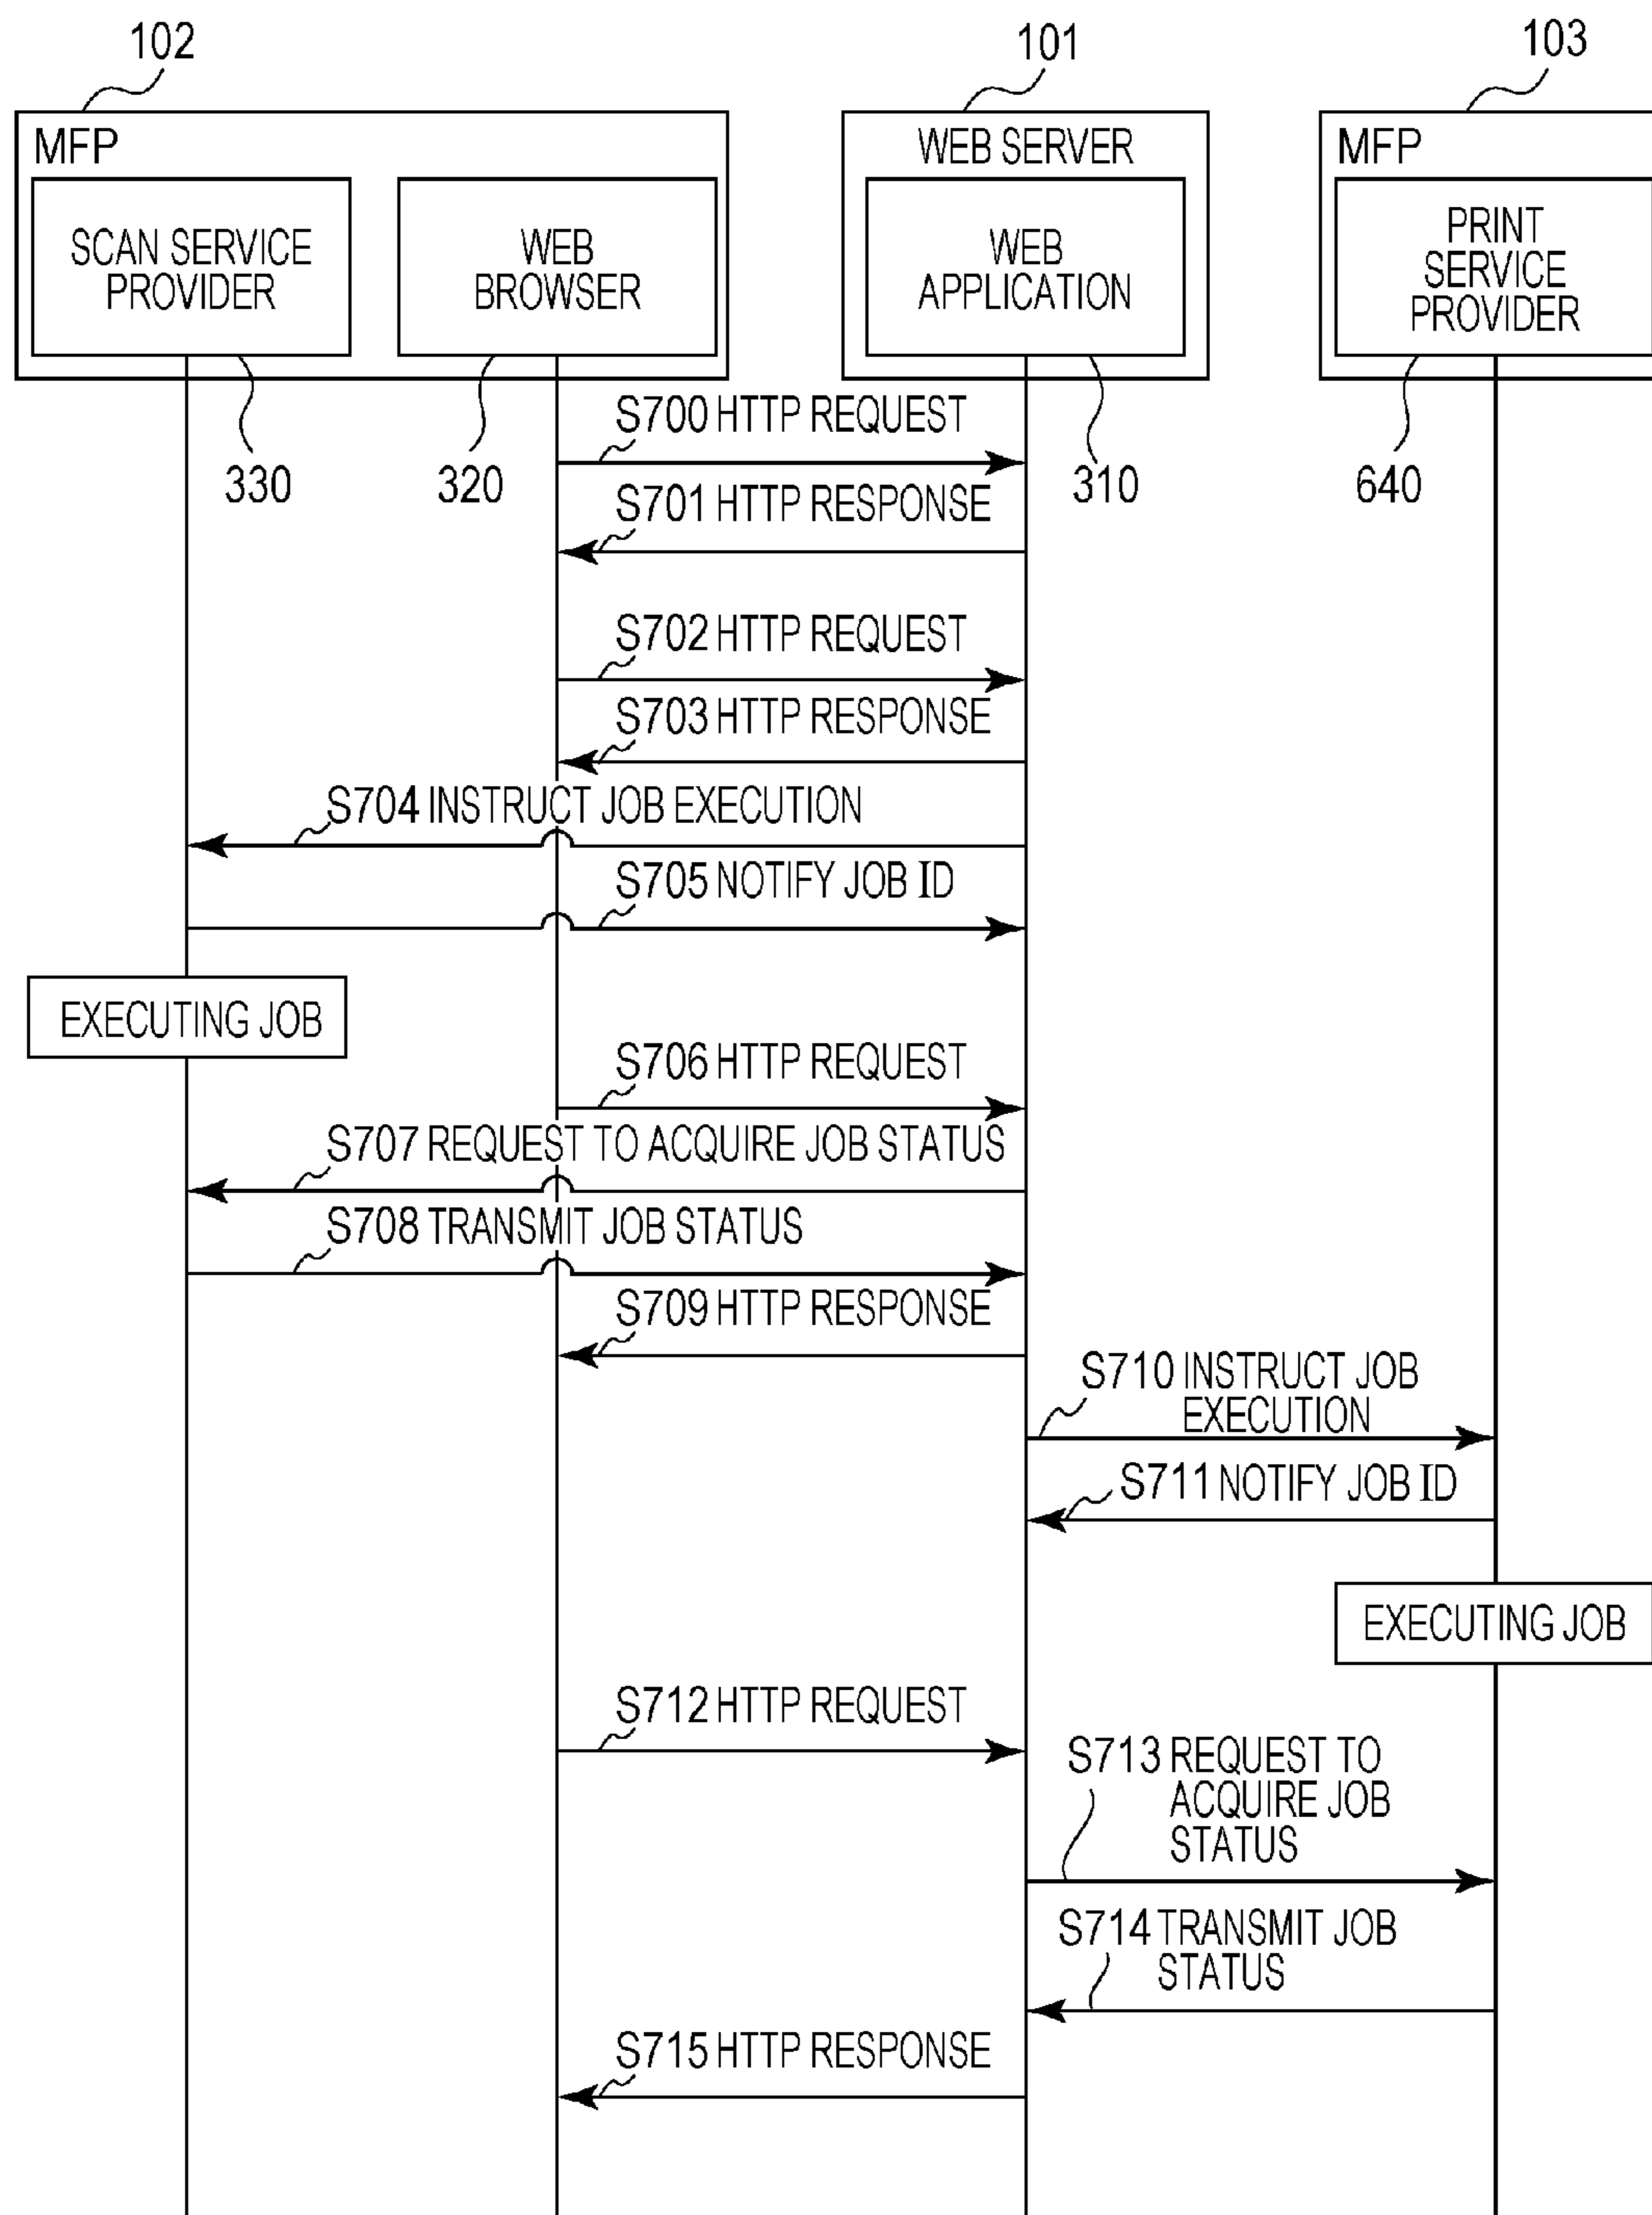 102
101
103
MFP
WEB SERVER
MFP
SCAN SERVICE
PROVIDER
WEB
BROWSER
WEB
APPLICATION
PRINT
SERVICE
PROVIDER
330
320
310
640
S700 HTTP REQUEST
S701 HTTP RESPONSE
S702 HTTP REQUEST
S703 HTTP RESPONSE
S704 INSTRUCT JOB EXECUTION
S705 NOTIFY JOB ID
EXECUTING JOB
S706 HTTP REQUEST
S707 REQUEST TO ACQUIRE JOB STATUS
S708 TRANSMIT JOB STATUS
S709 HTTP RESPONSE
S710 INSTRUCT JOB
EXECUTION
S711 NOTIFY JOB ID
EXECUTING JOB
S712 HTTP REQUEST
S713 REQUEST TO
ACQUIRE JOB
STATUS
S714 TRANSMIT JOB
STATUS
S715 HTTP RESPONSE